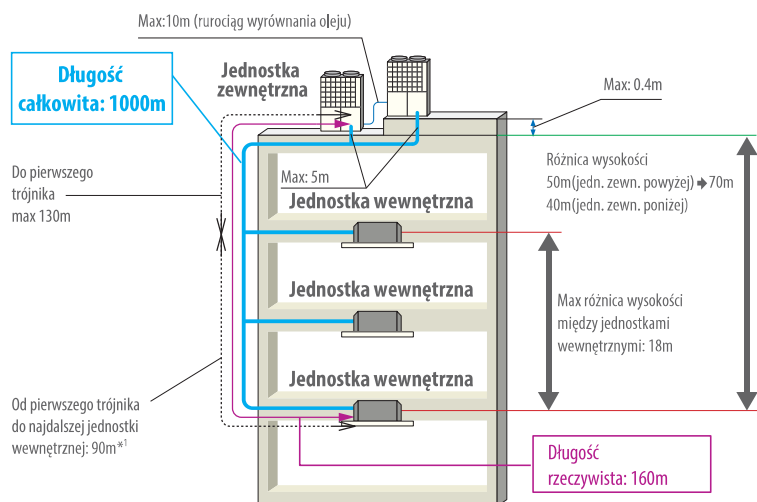 Max:10m (rurociąg wyrównania oleju)
Długość
całkowita: 1000m
Jednostka
zewnętrzna
Max: 0.4m
Do pierwszego
trójnika
max 130m
Max: 5m
Różnica wysokości
50m(jedn. zewn. powyżej) ➔70m
40m(jedn. zewn. poniżej)
Jednostka wewnętrzna
Jednostka wewnętrzna
Max różnica wysokości
między jednostkami
wewnętrznymi: 18m
Jednostka wewnętrzna
Od pierwszego trójnika
do najdalszej jednostki
wewnętrznej: 90m*¹
Długość
rzeczywista: 160m